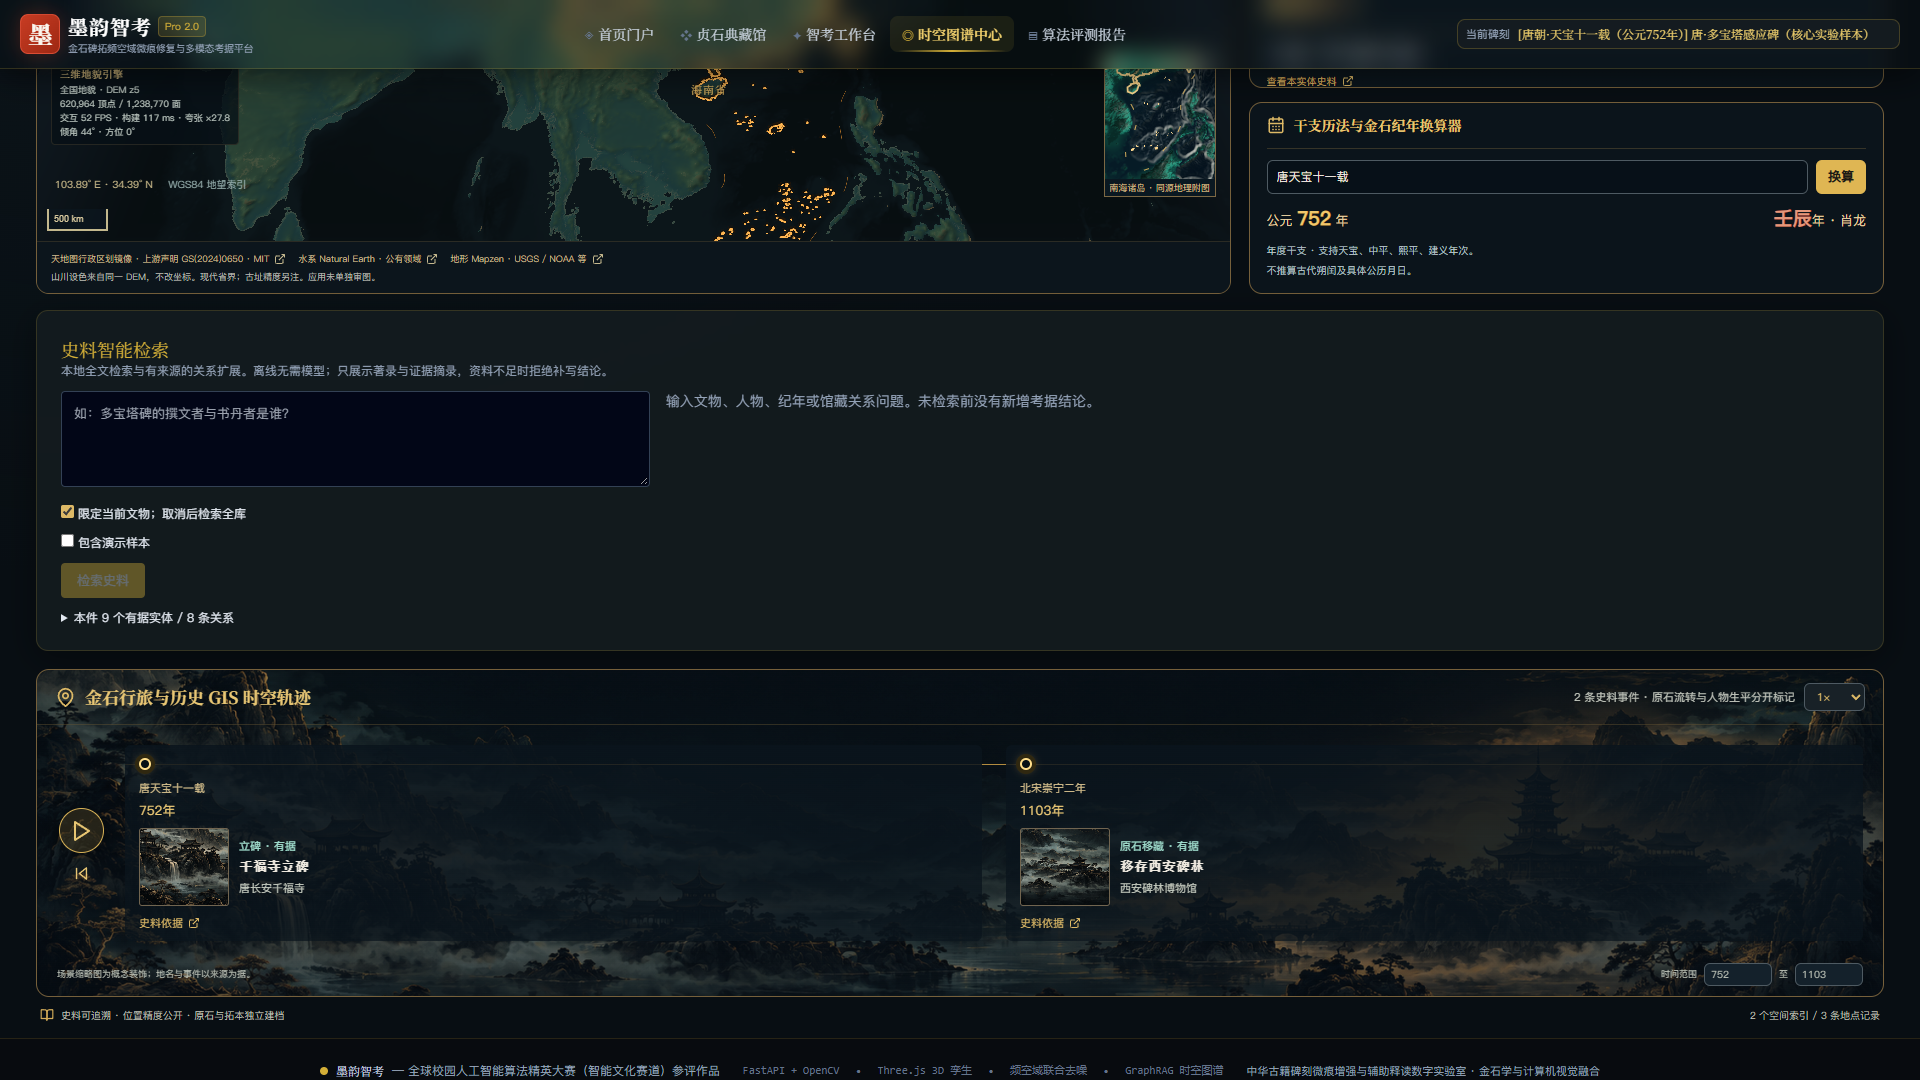 墨 墨韵智考 Pro 2.0
金石碑拓频空域微痕修复与多模态考据平台
首页门户 贞石典藏馆 智考工作台 时空图谱中心 算法评测报告
当前碑刻 [唐朝·天宝十一载（公元752年）] 唐·多宝塔感应碑（核心实验样本）
三维地貌引擎
全国地貌 · DEM z5
620,964 顶点 / 1,238,770 面
交互 52 FPS · 构建 117 ms · 夸张 ×27.8
倾角 44° · 方位 0°
海南省
103.89° E · 34.39° N WGS84 地望索引
500 km
南海诸岛 · 同源地理附图
天地图行政区划镜像 · 上游声明 GS(2024)0650 · MIT 水系 Natural Earth · 公有领域 地形 Mapzen · USGS / NOAA 等
山川设色来自同一 DEM，不改坐标。现代省界；古址精度另注。应用未单独审图。
查看本实体史料
干支历法与金石纪年换算器
唐天宝十一载 换算
公元 752 年 壬辰年 · 肖龙
年度干支 · 支持天宝、中平、熙平、建义年次。
不推算古代朔闰及具体公历月日。
史料智能检索
本地全文检索与有来源的关系扩展。离线无需模型；只展示著录与证据摘录，资料不足时拒绝补写结论。
如：多宝塔碑的撰文者与书丹者是谁？
输入文物、人物、纪年或馆藏关系问题。未检索前没有新增考据结论。
限定当前文物；取消后检索全库
包含演示样本
检索史料
本件 9 个有据实体 / 8 条关系
金石行旅与历史 GIS 时空轨迹
2 条史料事件 · 原石流转与人物生平分开标记 1×
唐天宝十一载
752年
立碑 · 有据
千福寺立碑
唐长安千福寺
史料依据
北宋崇宁二年
1103年
原石移藏 · 有据
移存西安碑林
西安碑林博物馆
史料依据
场景缩略图为概念装饰；地名与事件以来源为据。
时间范围 752 至 1103
史料可追溯 · 位置精度公开 · 原石与拓本独立建档
2 个空间索引 / 3 条地点记录
墨韵智考 — 全球校园人工智能算法精英大赛（智能文化赛道）参评作品 FastAPI + OpenCV • Three.js 3D 孪生 • 频空域联合去噪 • GraphRAG 时空图谱 中华古籍碑刻微痕增强与辅助释读数字实验室 · 金石学与计算机视觉融合